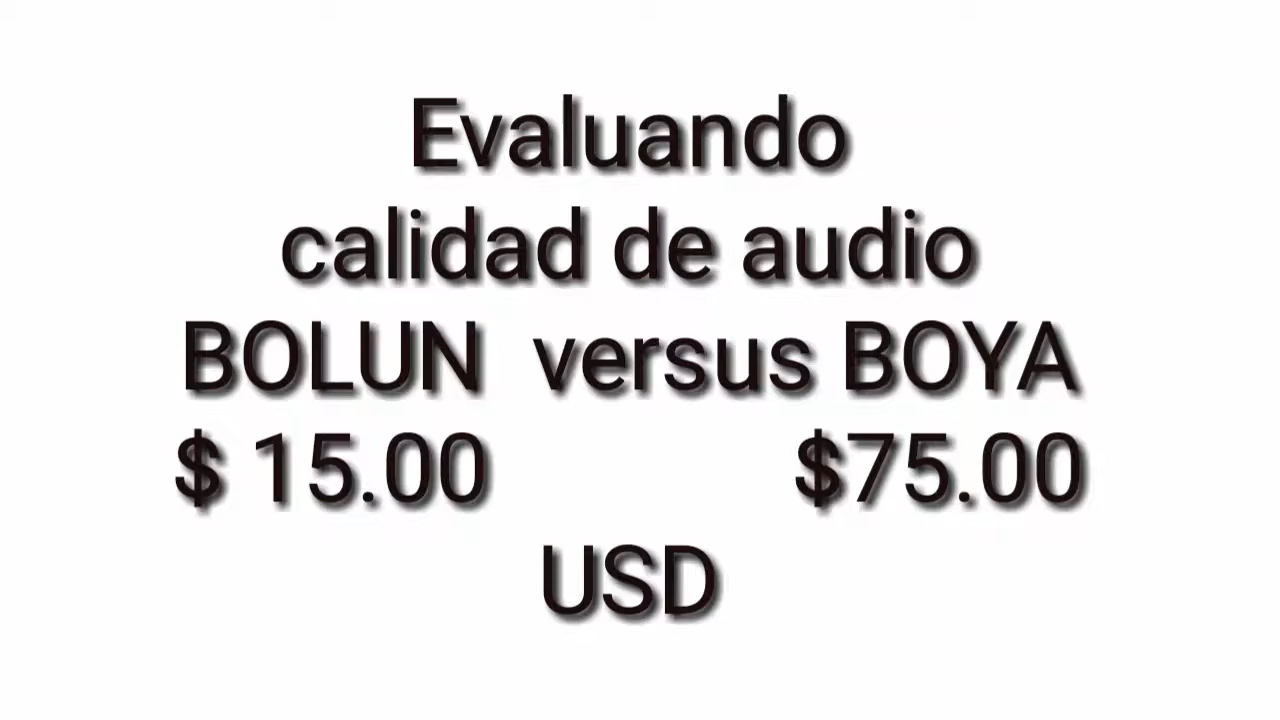 Evaluando
calidad de audio
BOLUN versus BOYA
$ 15.00 $75.00
USD